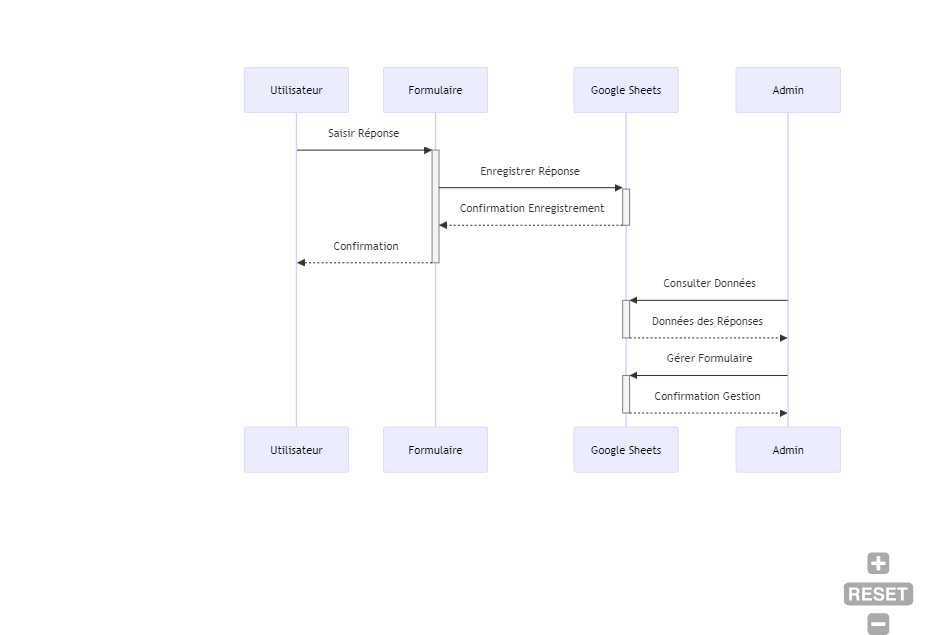 Utilisateur
Formulaire
Google Sheets
Admin
Saisir Réponse
Enregistrer Réponse
Confirmation Enregistrement
Confirmation
Consulter Données
Données des Réponses
Gérer Formulaire
Confirmation Gestion
Utilisateur
Formulaire
Google Sheets
Admin
RESET